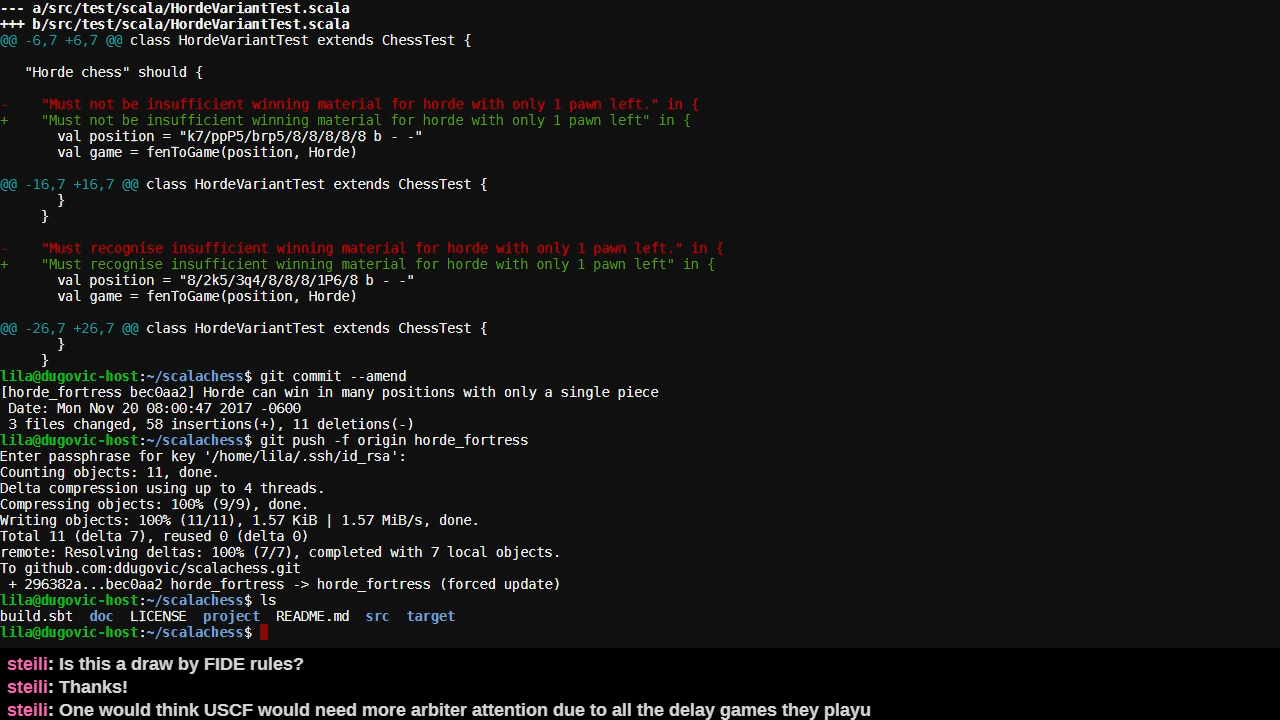 --- a/src/test/scala/HordeVariantTest.scala
+++ b/src/test/scala/HordeVariantTest.scala
@@ -6,7 +6,7 @@ class HordeVariantTest extends ChessTest {
"Horde chess" should {
-    "Must not be insufficient winning material for horde with only 1 pawn left." in {
+    "Must not be insufficient winning material for horde with only 1 pawn left" in {
val position = "k7/ppP5/brp5/8/8/8/8/8 b - -"
val game = fenToGame(position, Horde)
@@ -16,7 +16,7 @@ class HordeVariantTest extends ChessTest {
}
}
-    "Must recognise insufficient winning material for horde with only 1 pawn left." in {
+    "Must recognise insufficient winning material for horde with only 1 pawn left" in {
val position = "8/2k5/3q4/8/8/8/1P6/8 b - -"
val game = fenToGame(position, Horde)
@@ -26,7 +26,7 @@ class HordeVariantTest extends ChessTest {
}
}
lila@dugovic-host:~/scalachess$ git commit --amend
[horde_fortress bec0aa2] Horde can win in many positions with only a single piece
Date: Mon Nov 20 08:00:47 2017 -0600
3 files changed, 58 insertions(+), 11 deletions(-)
lila@dugovic-host:~/scalachess$ git push -f origin horde_fortress
Enter passphrase for key '/home/lila/.ssh/id_rsa':
Counting objects: 11, done.
Delta compression using up to 4 threads.
Compressing objects: 100% (9/9), done.
Writing objects: 100% (11/11), 1.57 KiB | 1.57 MiB/s, done.
Total 11 (delta 7), reused 0 (delta 0)
remote: Resolving deltas: 100% (7/7), completed with 7 local objects.
To github.com:ddugovic/scalachess.git
+ 296382a...bec0aa2 horde_fortress -> horde_fortress (forced update)
lila@dugovic-host:~/scalachess$ ls
build.sbt  doc  LICENSE  project  README.md  src  target
lila@dugovic-host:~/scalachess$
steili: Is this a draw by FIDE rules?
steili: Thanks!
steili: One would think USCF would need more arbiter attention due to all the delay games they playu